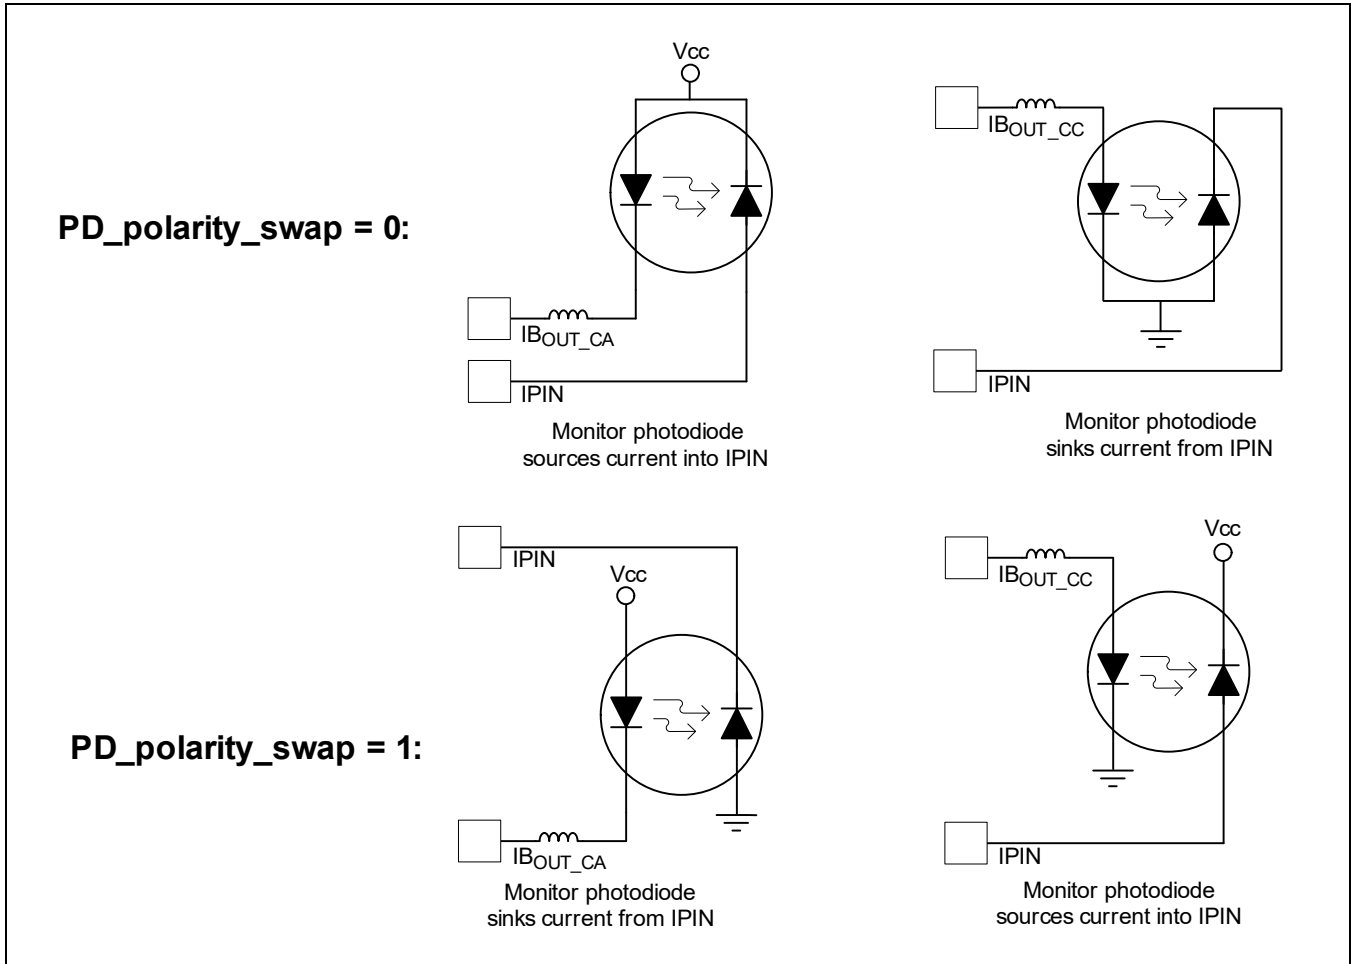 Vcc
IBOUT_CC
PD_polarity_swap = 0:
IBOUT_CA
IPIN
IPIN
Monitor photodiode
sources current into IPIN
Monitor photodiode
sinks current from IPIN
IPIN
Vcc
Vcc
IBOUT_CC
PD_polarity_swap = 1:
IBOUT_CA
IPIN
Monitor photodiode
sinks current from IPIN
Monitor photodiode
sources current into IPIN